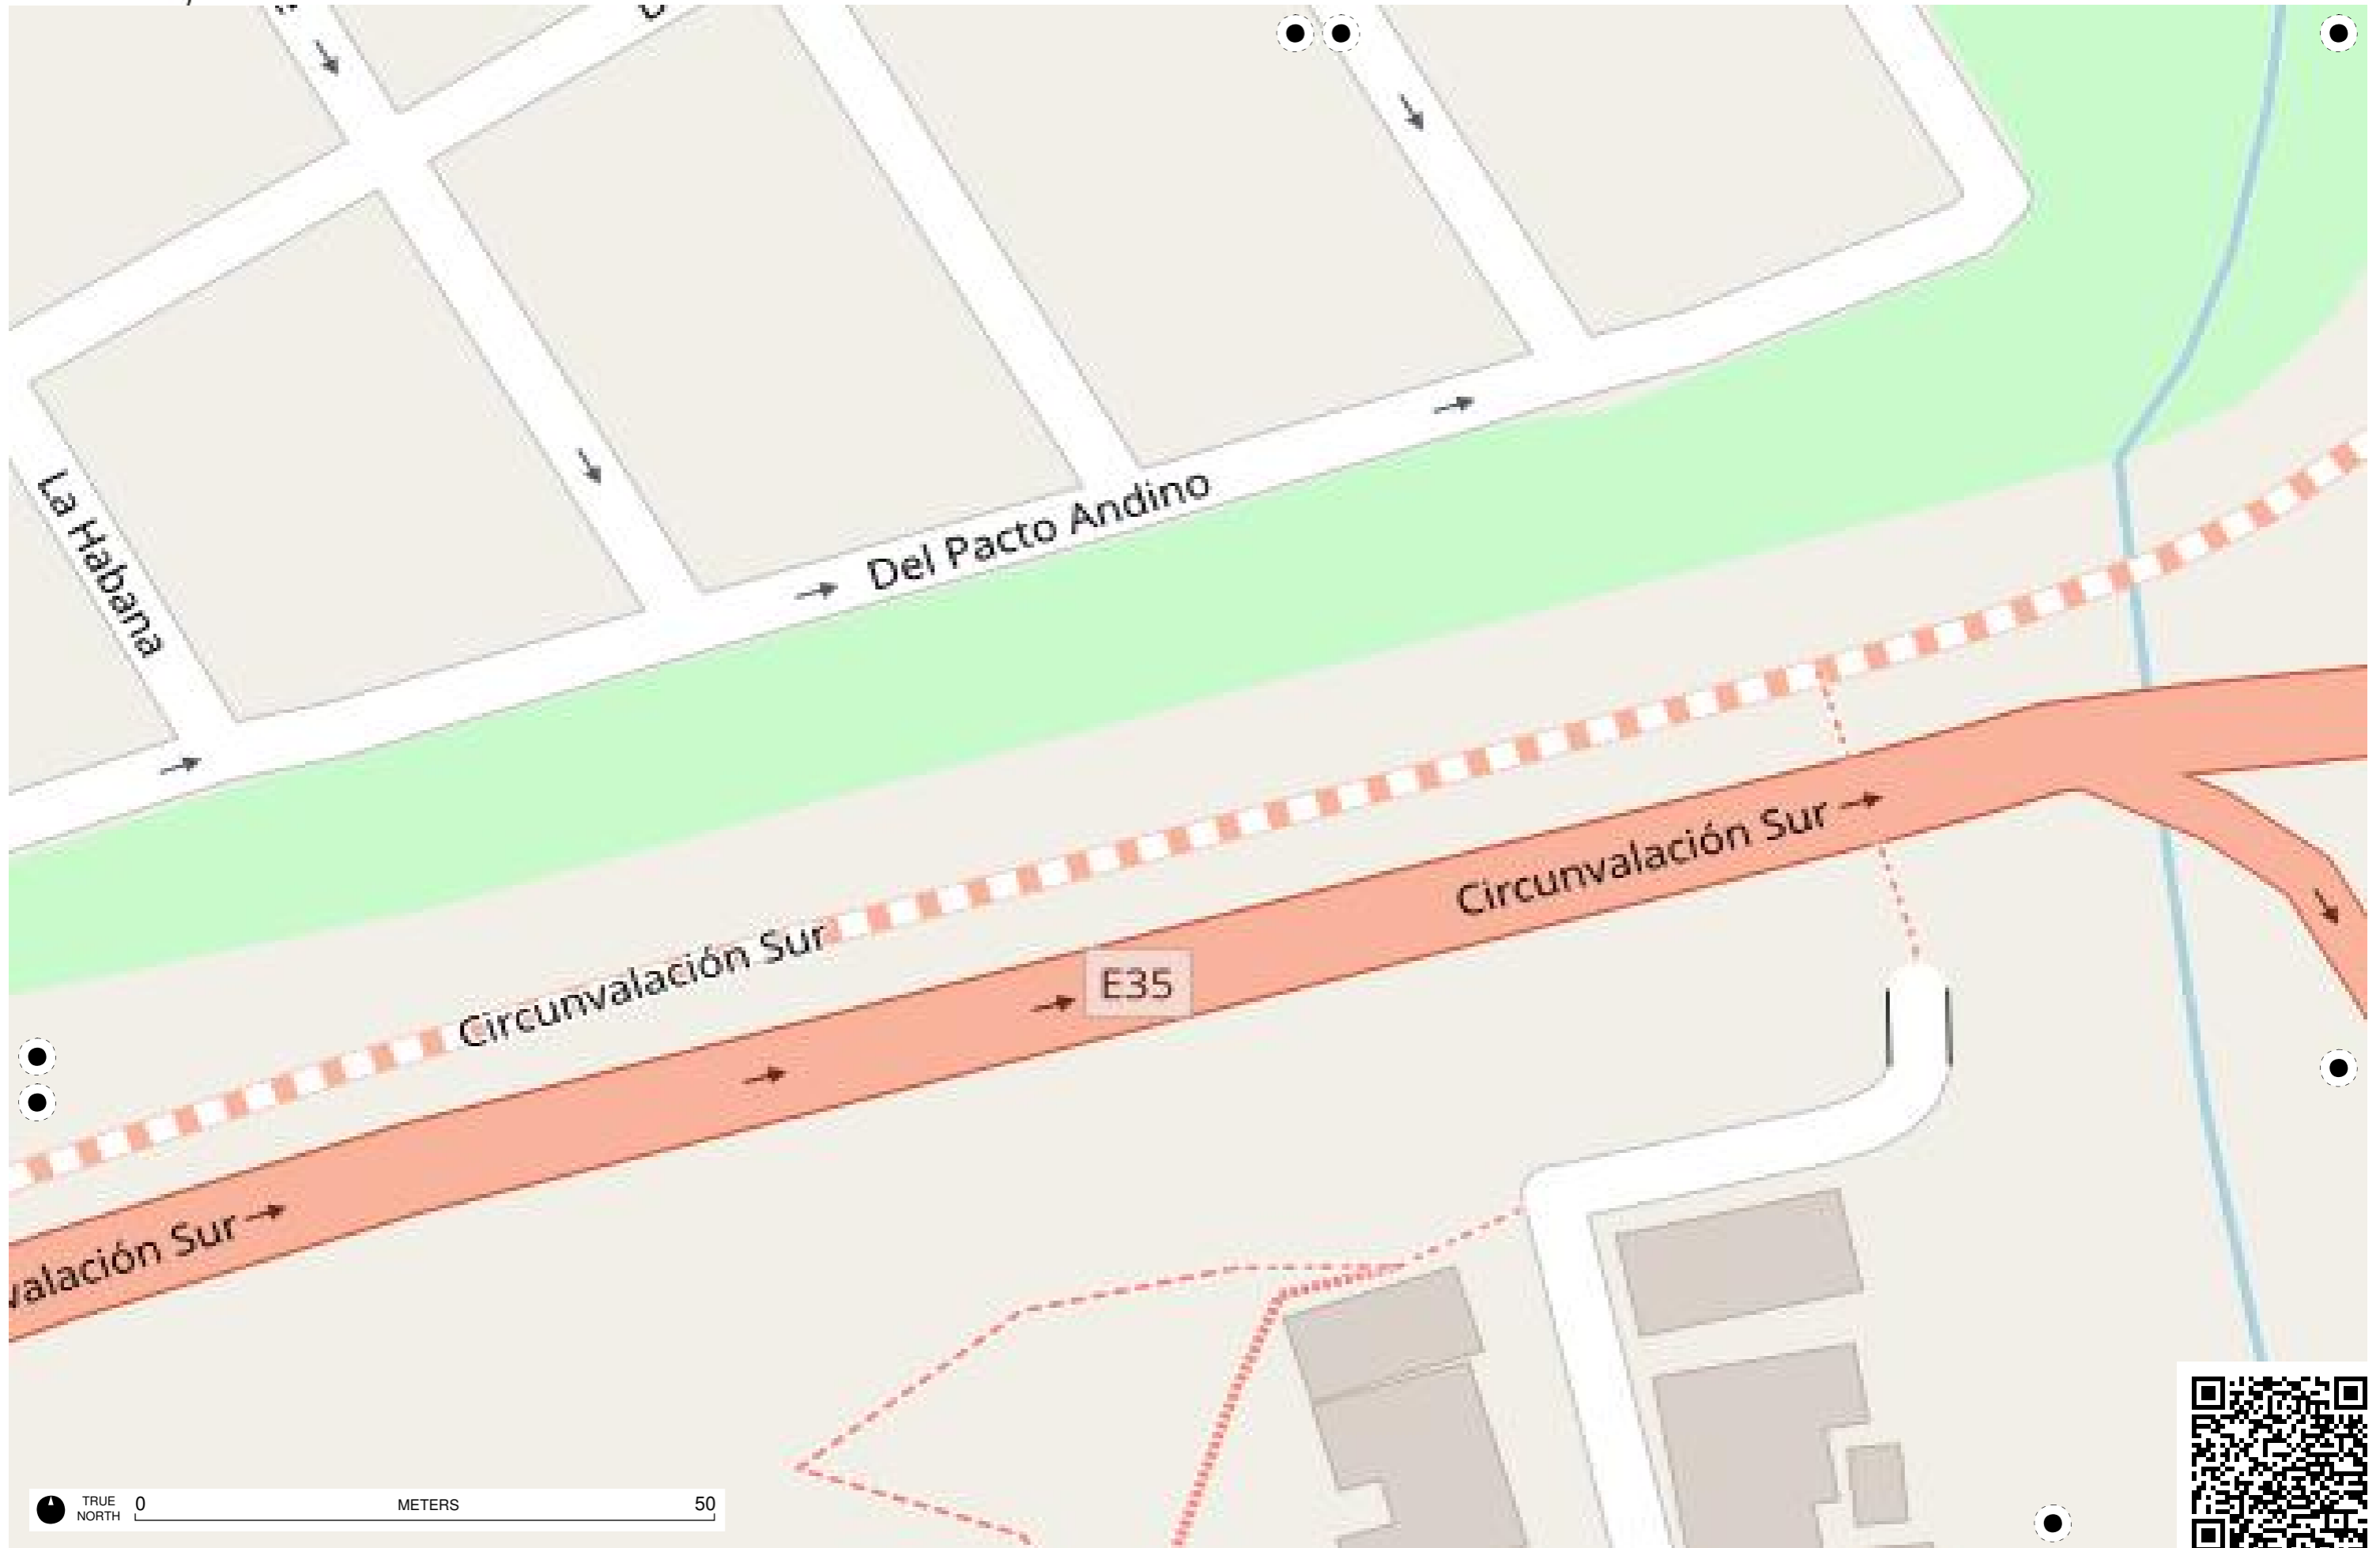 La Habana
Del Pacto Andino
Circunvalación Sur
Circunvalación Sur
E35
valación Sur
TRUE
NORTH
0 METERS 50